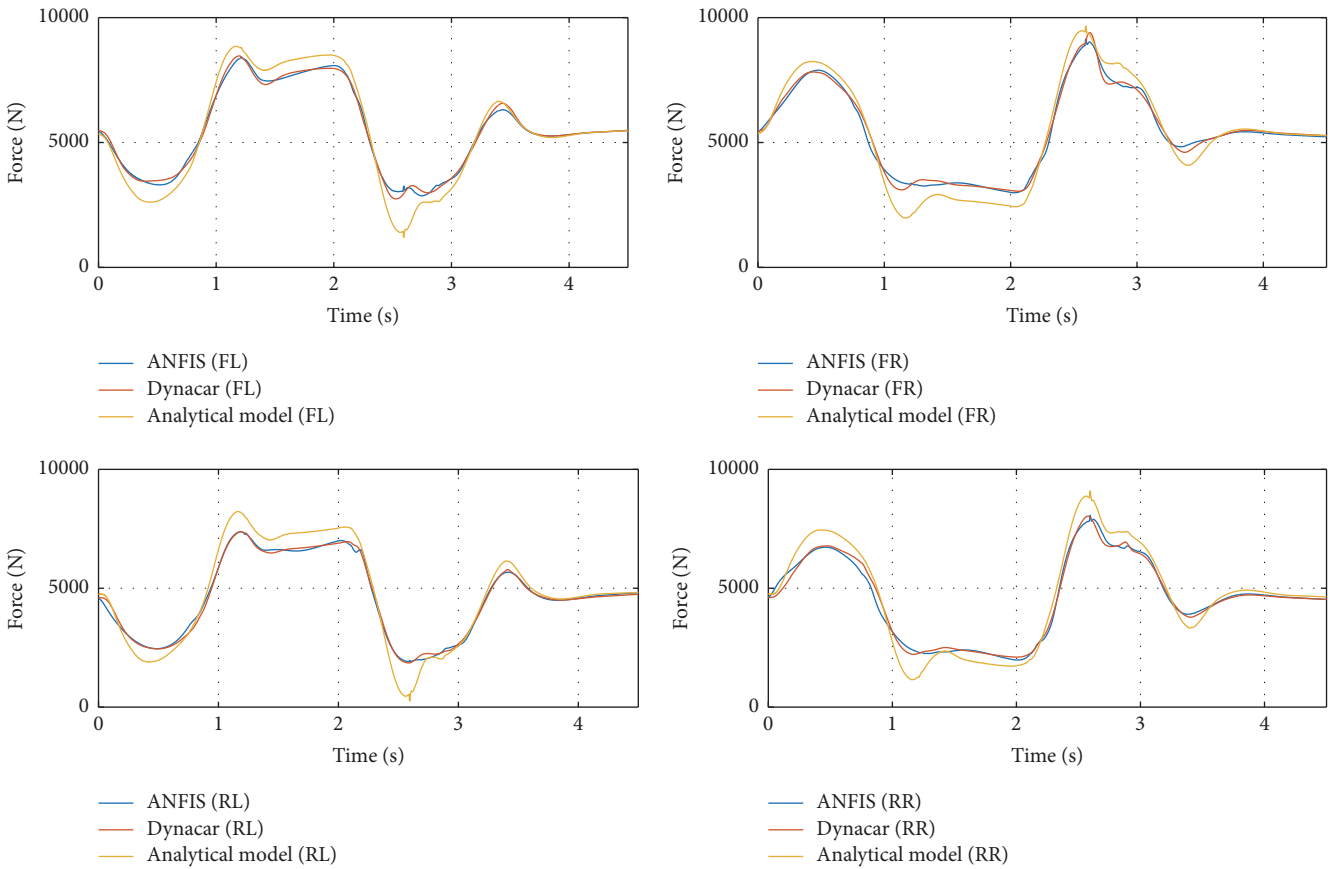 10000
5000
0
Force (N)
0 1 2 3 4
Time (s)
ANFIS (FL)
Dynacar (FL)
Analytical model (FL)
10000
5000
0
Force (N)
0 1 2 3 4
Time (s)
ANFIS (FR)
Dynacar (FR)
Analytical model (FR)
10000
5000
0
Force (N)
0 1 2 3 4
Time (s)
ANFIS (RL)
Dynacar (RL)
Analytical model (RL)
10000
5000
0
Force (N)
0 1 2 3 4
Time (s)
ANFIS (RR)
Dynacar (RR)
Analytical model (RR)